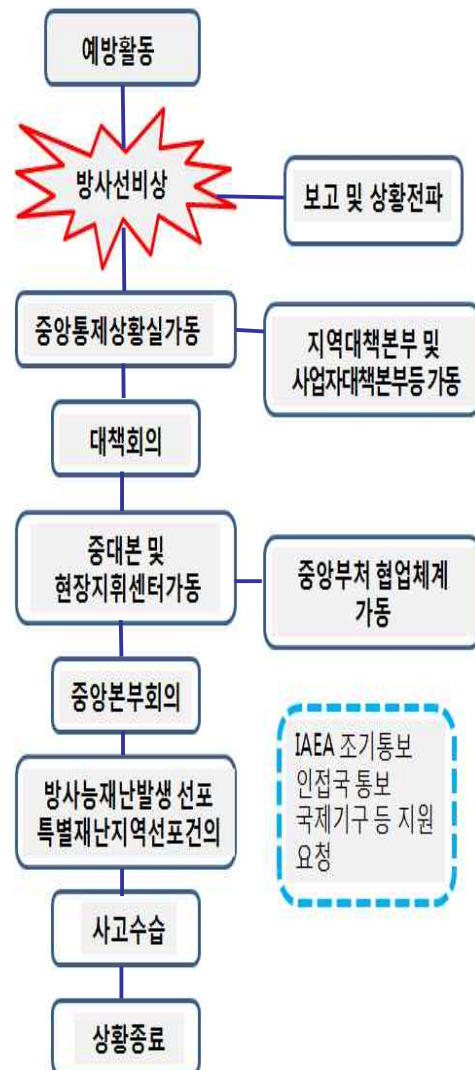 예방활동
방사선비상
보고 및 상황전파
중앙통제상황실가동
지역대책본부 및
사업자대책본부등 가동
대책회의
중대본 및
현장지휘센터가동
중앙부처 협업체계
가동
중앙본부회의
IAEA 조기통보
인접국 통보
국제기구 등 지원
요청
방사능재난발생 선포
특별재난지역선포건의
사고수습
상황종료